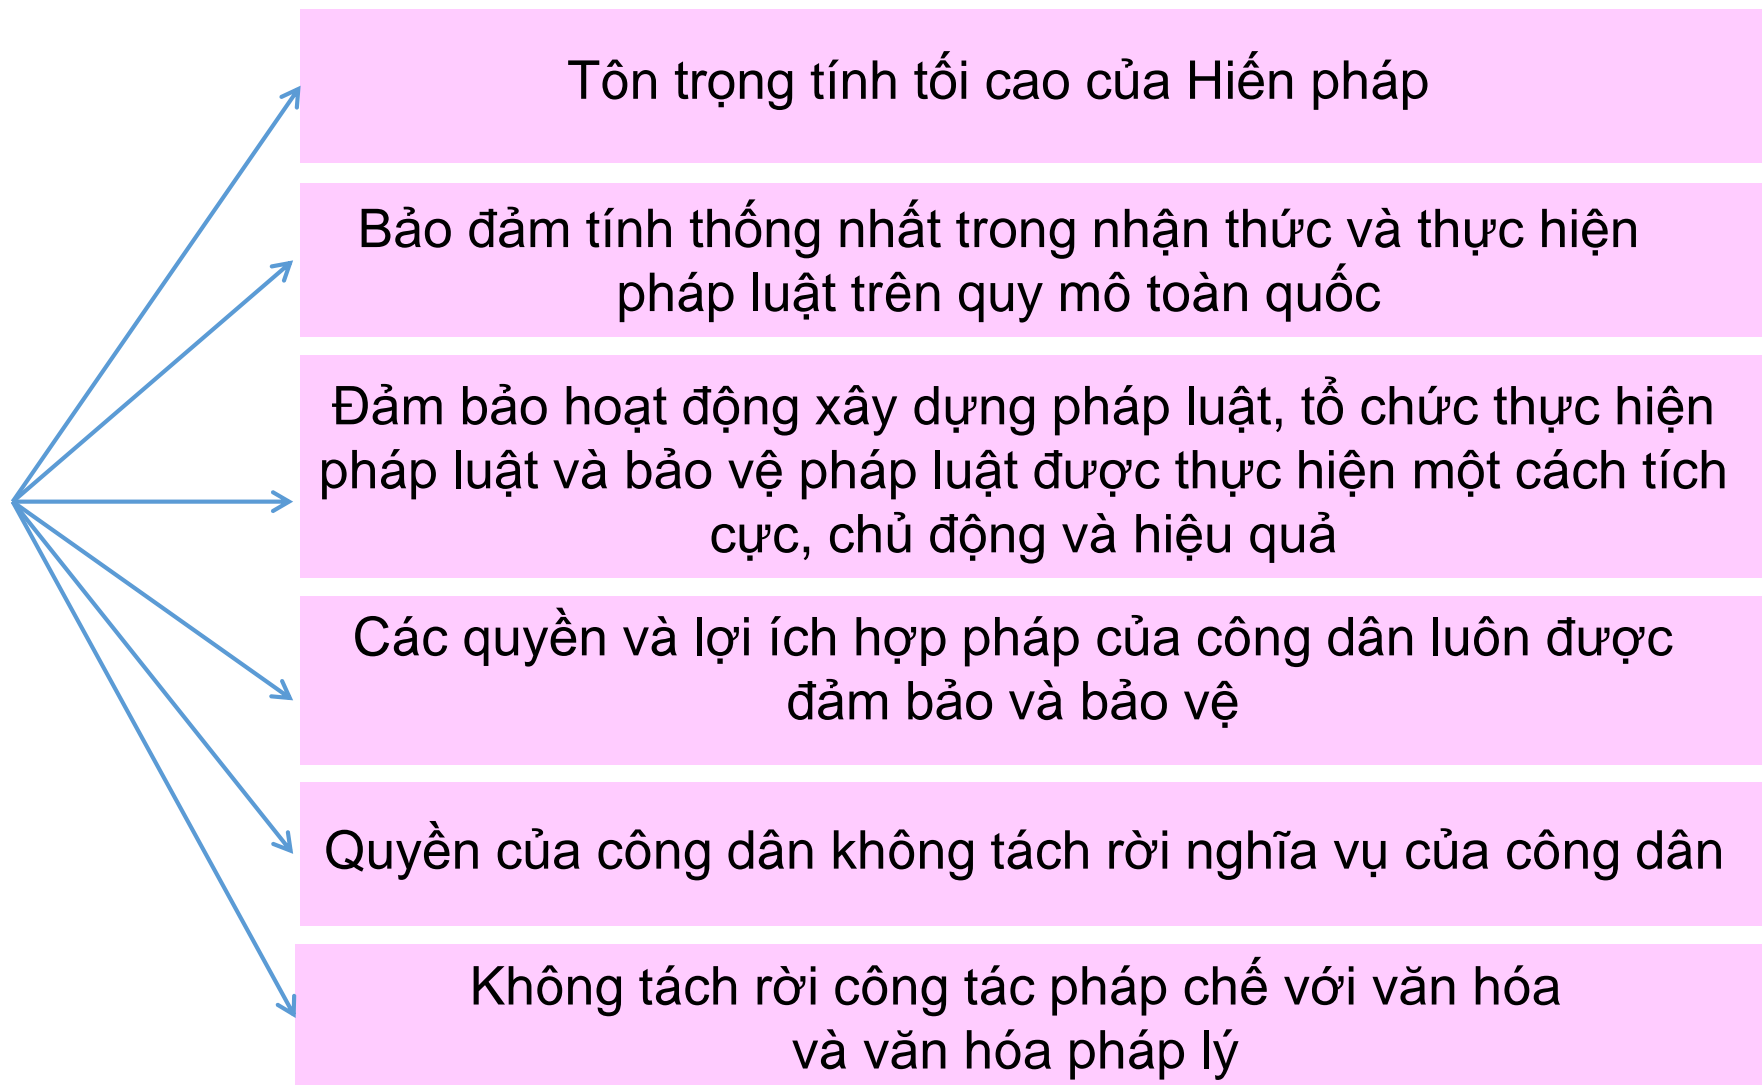 Tôn trọng tính tối cao của Hiến pháp
Bảo đảm tính thống nhất trong nhận thức và thực hiện
pháp luật trên quy mô toàn quốc
Đảm bảo hoạt động xây dựng pháp luật, tổ chức thực hiện
pháp luật và bảo vệ pháp luật được thực hiện một cách tích
cực, chủ động và hiệu quả
Các quyền và lợi ích hợp pháp của công dân luôn được
đảm bảo và bảo vệ
Quyền của công dân không tách rời nghĩa vụ của công dân
Không tách rời công tác pháp chế với văn hóa
và văn hóa pháp lý